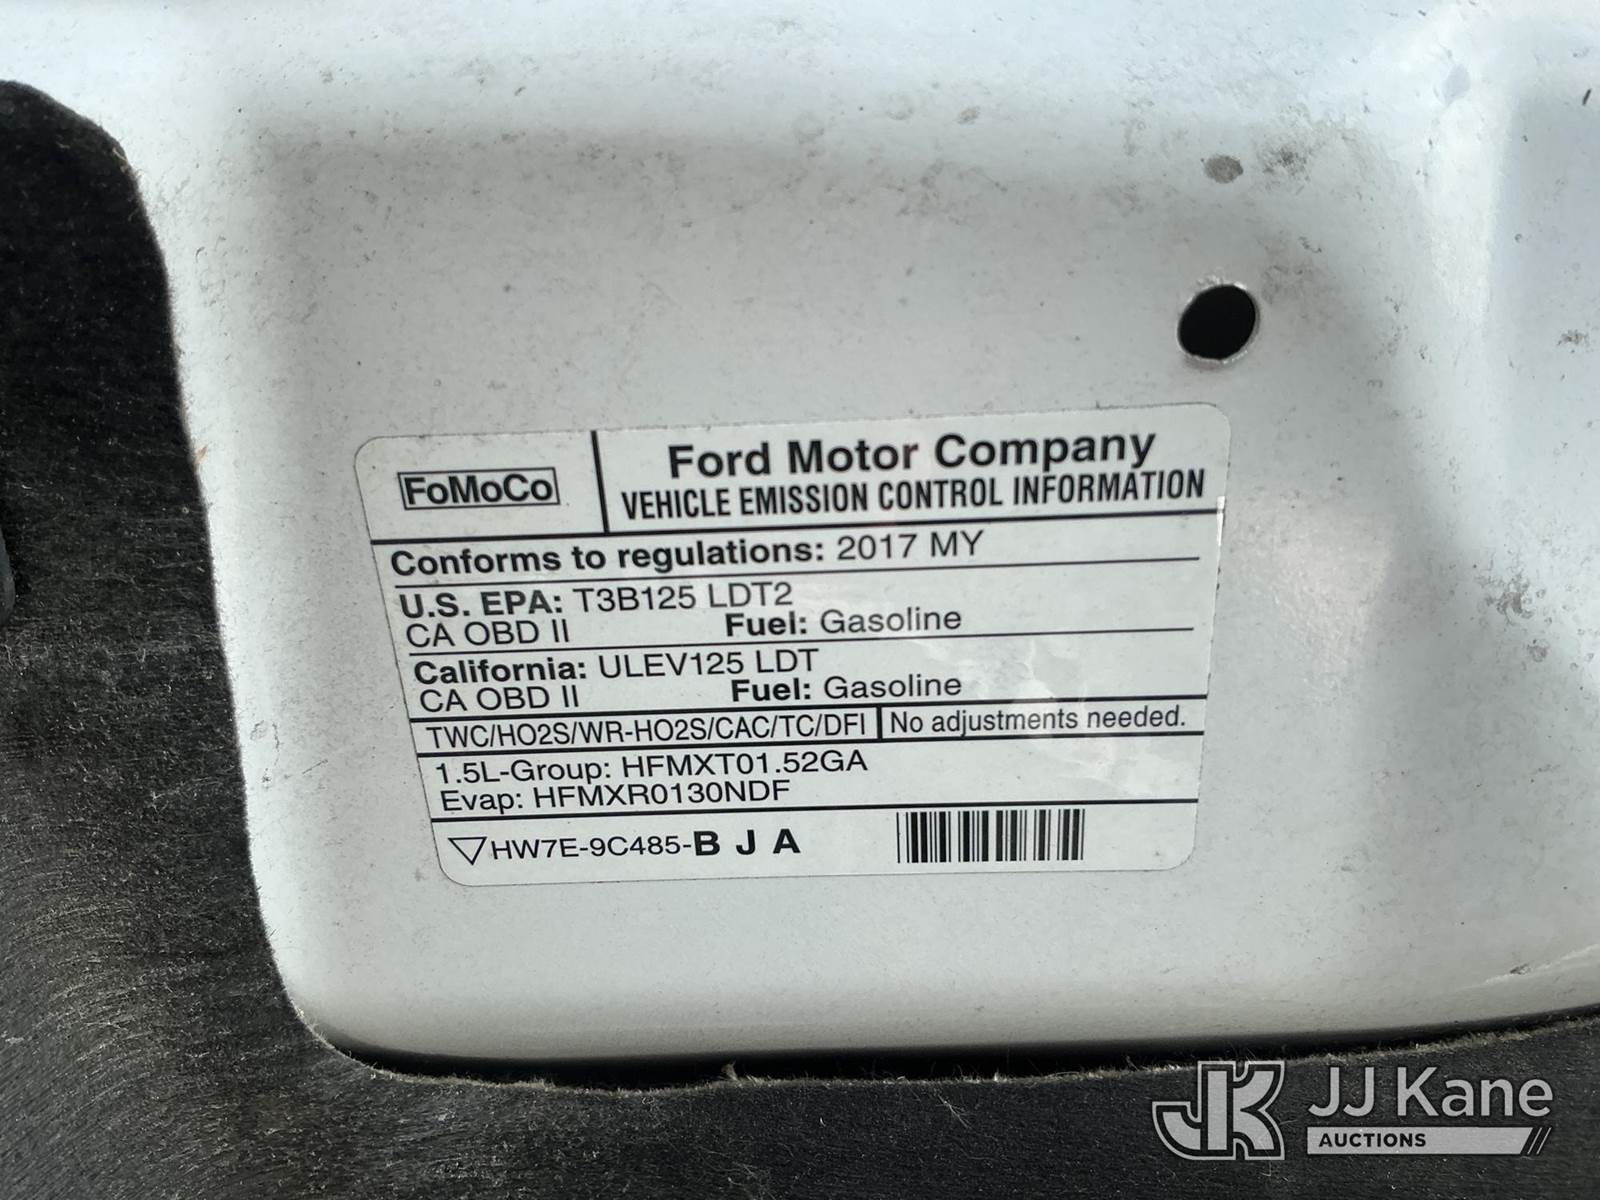 FoMoCo
Ford Motor Company
VEHICLE EMISSION CONTROL INFORMATION
Conforms to regulations: 2017 MY
U.S. EPA: T3B125 LDT2
CA OBD II Fuel: Gasoline
California: ULEV125 LDT
CA OBD II Fuel: Gasoline
TWC/HO2S/WR-HO2S/CAC/TC/DFI No adjustments needed.
1.5L-Group: HFMXT01.52GA
Evap: HFMXR0130NDF
HW7E-9C485-B J A
JK JJ Kane
AUCTIONS